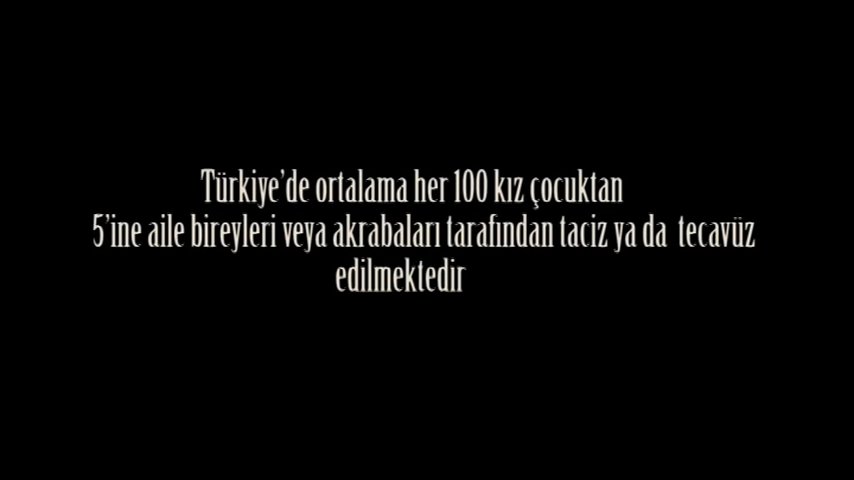 Türkiye'de ortalama her 100 kız çocuktan
5'ine aile bireyleri veya akrabaları tarafından taciz ya da tecavüz
edilmektedir